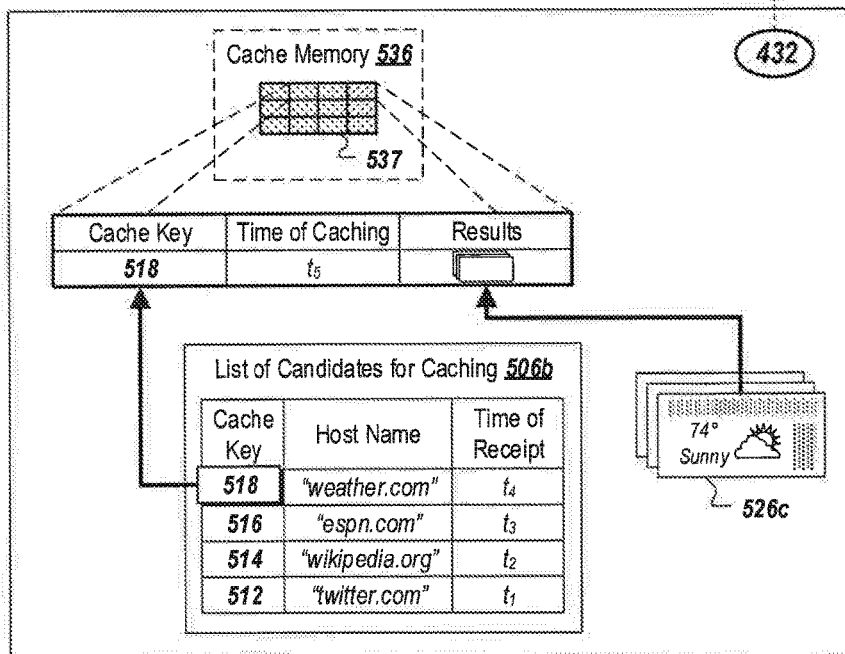 432
Cache Memory 536
537
Cache Key Time of Caching Results
518 t5
List of Candidates for Caching 506b
Cache Key Host Name Time of Receipt
518 "weather.com" t4
516 "espn.com" t3
514 "wikipedia.org" t2
512 "twitter.com" t1
74°
Sunny
526c